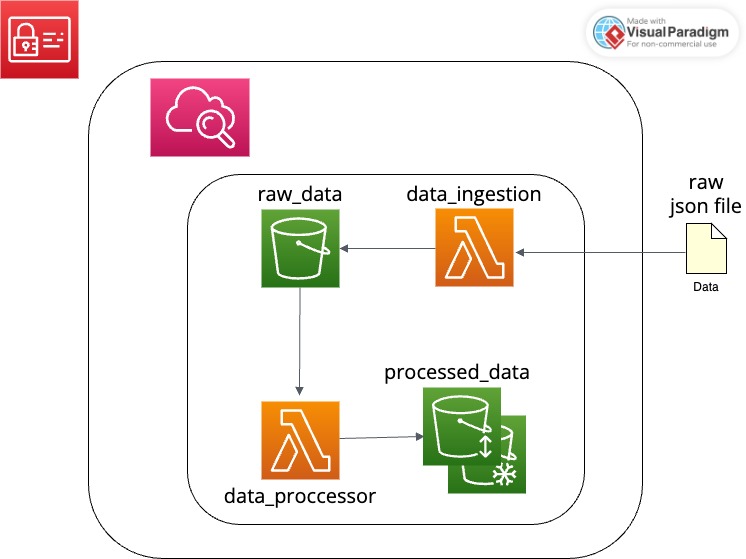 Made with
Visual Paradigm
For non-commercial use
raw_data
data_ingestion
raw
json file
Data
processed_data
data_proccessor